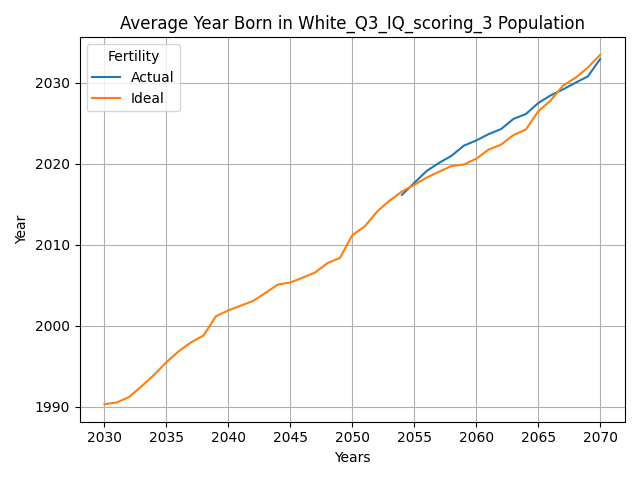 Average Year Born in White_Q3_IQ_scoring_3 Population
Fertility
Actual
Ideal
2030
2020
2010
2000
1990
Year
2030 2035 2040 2045 2050 2055 2060 2065 2070
Years